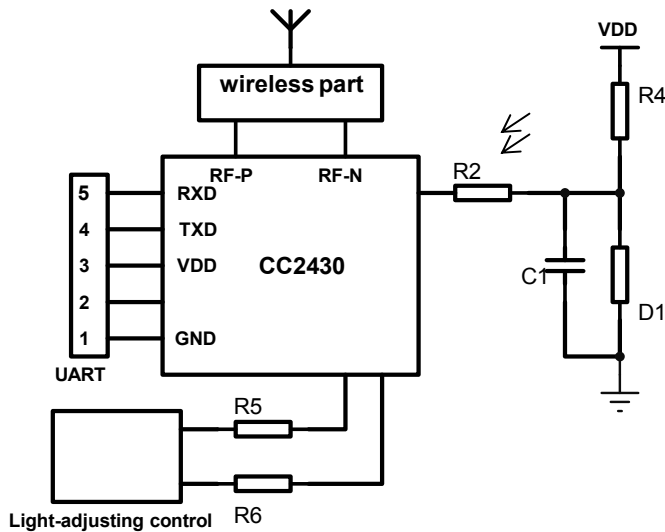 VDD
wireless part
R4
RF-P RF-N
R2
5 RXD
4 TXD
3 VDD
CC2430
2
1 GND
C1
D1
UART
R5
R6
Light-adjusting control